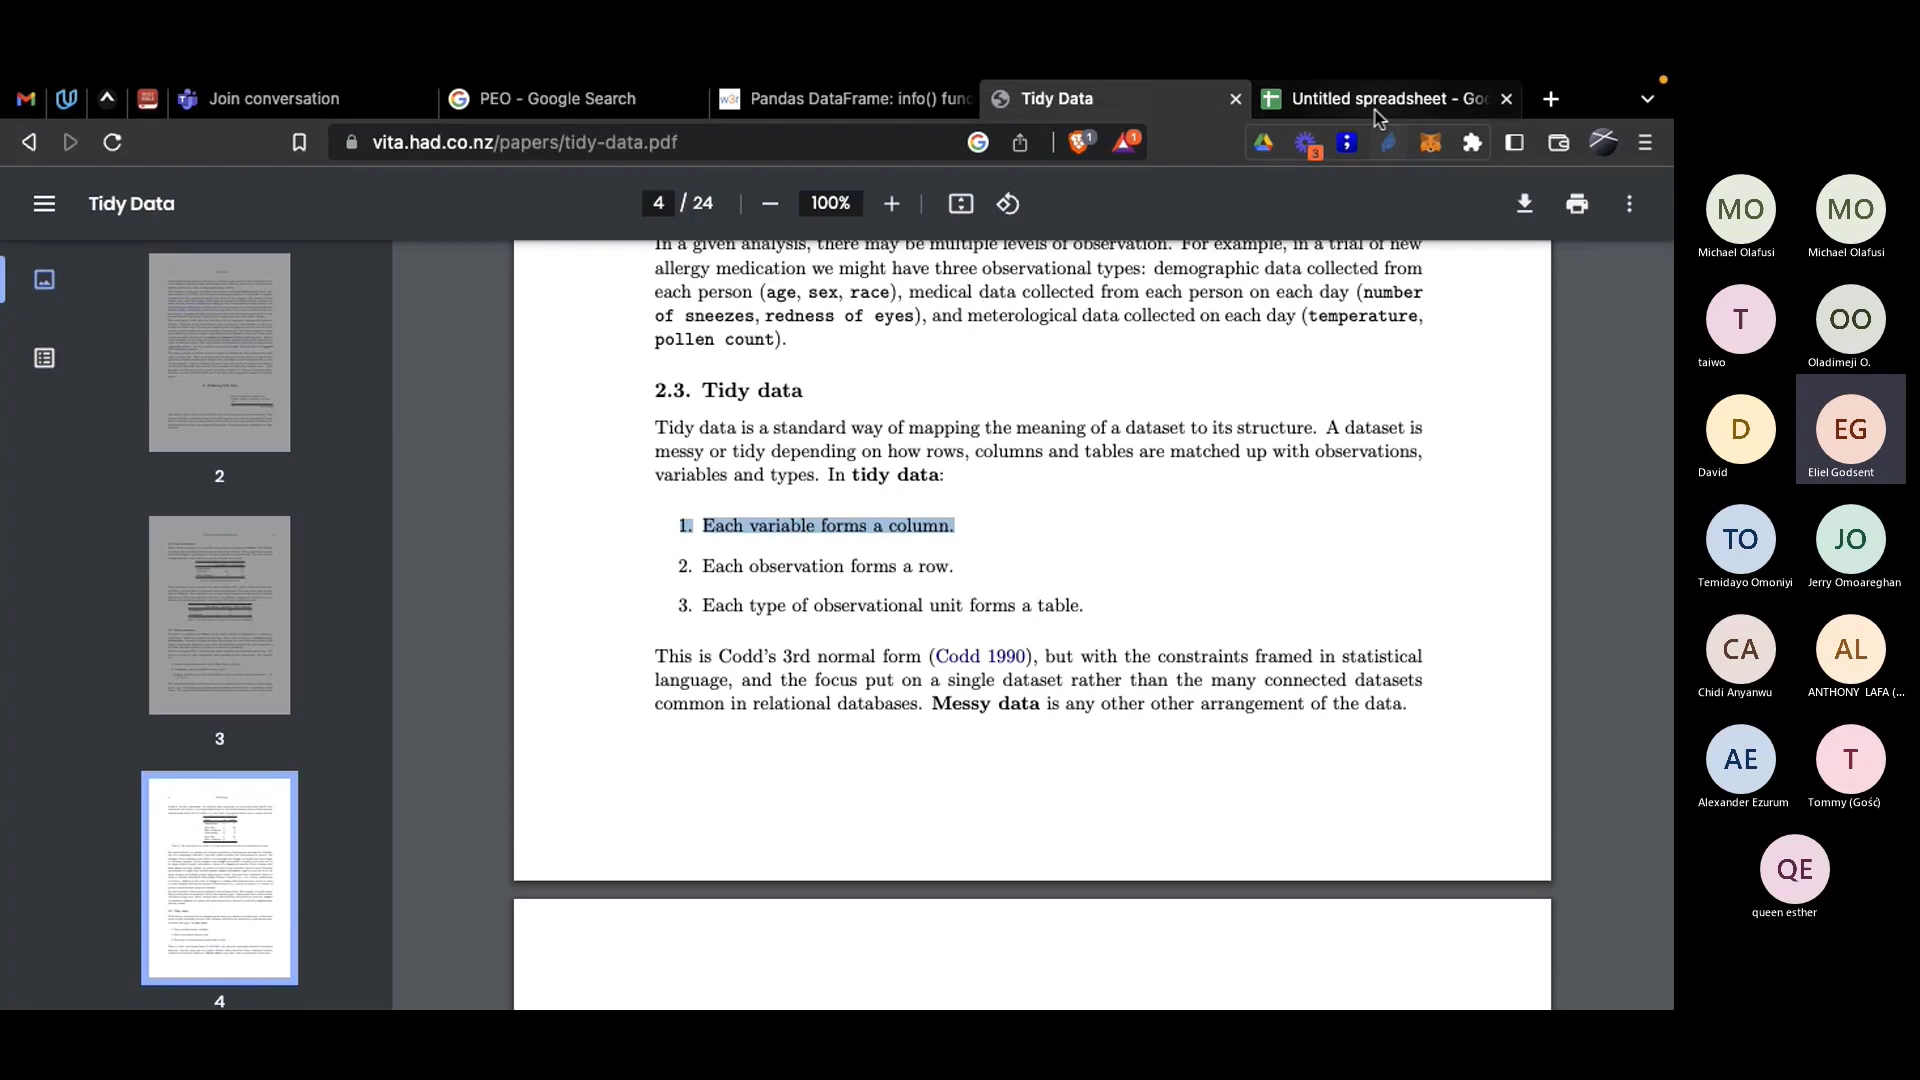 Join conversation
PEO - Google Search
w3r
Pandas DataFrame: info() func
Tidy Data
Untitled spreadsheet - Goo
vita.had.co.nz/papers/tidy-data.pdf
1
1
3
Tidy Data
4 / 24
100%
In a given analysis, there may be multiple levels of observation. For example, in a trial of new
allergy medication we might have three observational types: demographic data collected from
each person (age, sex, race), medical data collected from each person on each day (number
of sneezes, redness of eyes), and meterological data collected on each day (temperature,
pollen count).
2.3. Tidy data
Tidy data is a standard way of mapping the meaning of a dataset to its structure. A dataset is
messy or tidy depending on how rows, columns and tables are matched up with observations,
variables and types. In tidy data:
1. Each variable forms a column.
2. Each observation forms a row.
3. Each type of observational unit forms a table.
This is Codd's 3rd normal form (Codd 1990), but with the constraints framed in statistical
language, and the focus put on a single dataset rather than the many connected datasets
common in relational databases. Messy data is any other other arrangement of the data.
2
3
4
MO
Michael Olafusi
MO
Michael Olafusi
T
taiwo
OO
Oladimeji O.
D
David
EG
Eliel Godsent
TO
Temidayo Omoniyi
JO
Jerry Omoareghan
CA
Chidi Anyanwu
AL
ANTHONY LAFA (...
AE
Alexander Ezurum
T
Tommy (Gość)
QE
queen esther